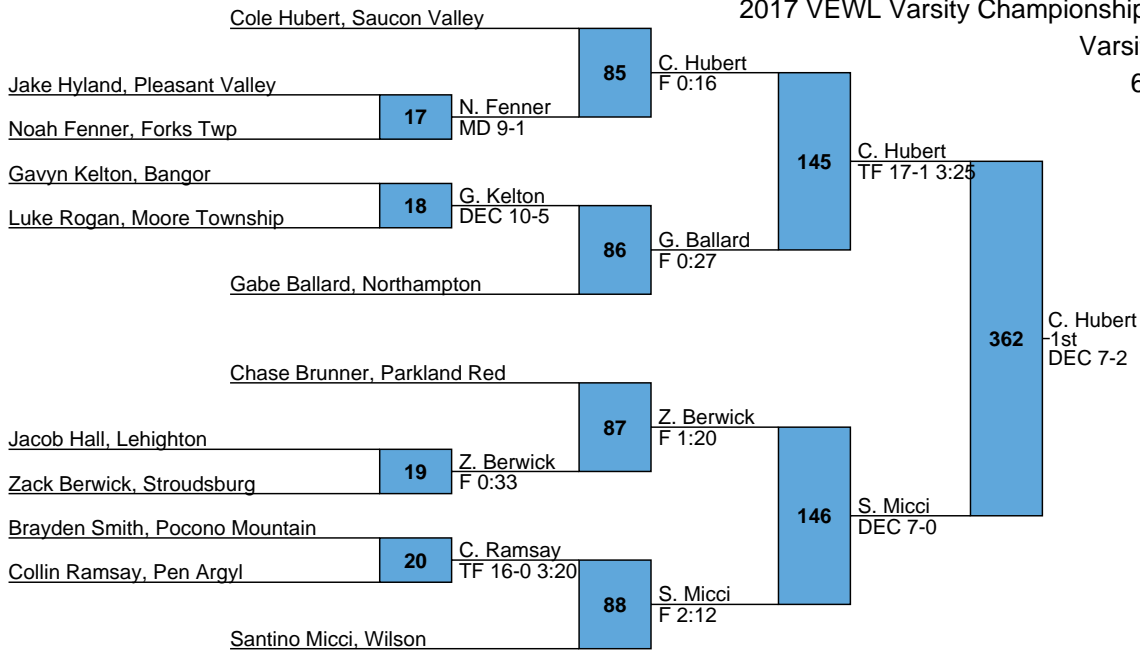 2017 VEWL Varsity Championship
Varsi
6
Cole Hubert, Saucon Valley
85
C. Hubert
F 0:16
Jake Hyland, Pleasant Valley
17
N. Fenner
MD 9-1
Noah Fenner, Forks Twp
145
C. Hubert
TF 17-1 3:25
Gavyn Kelton, Bangor
18
G. Kelton
DEC 10-5
Luke Rogan, Moore Township
86
G. Ballard
F 0:27
Gabe Ballard, Northampton
362
C. Hubert
1st
DEC 7-2
Chase Brunner, Parkland Red
87
Z. Berwick
F 1:20
Jacob Hall, Lehighton
19
Z. Berwick
F 0:33
Zack Berwick, Stroudsburg
146
S. Micci
DEC 7-0
Brayden Smith, Pocono Mountain
20
C. Ramsay
TF 16-0 3:20
Collin Ramsay, Pen Argyl
88
S. Micci
F 2:12
Santino Micci, Wilson